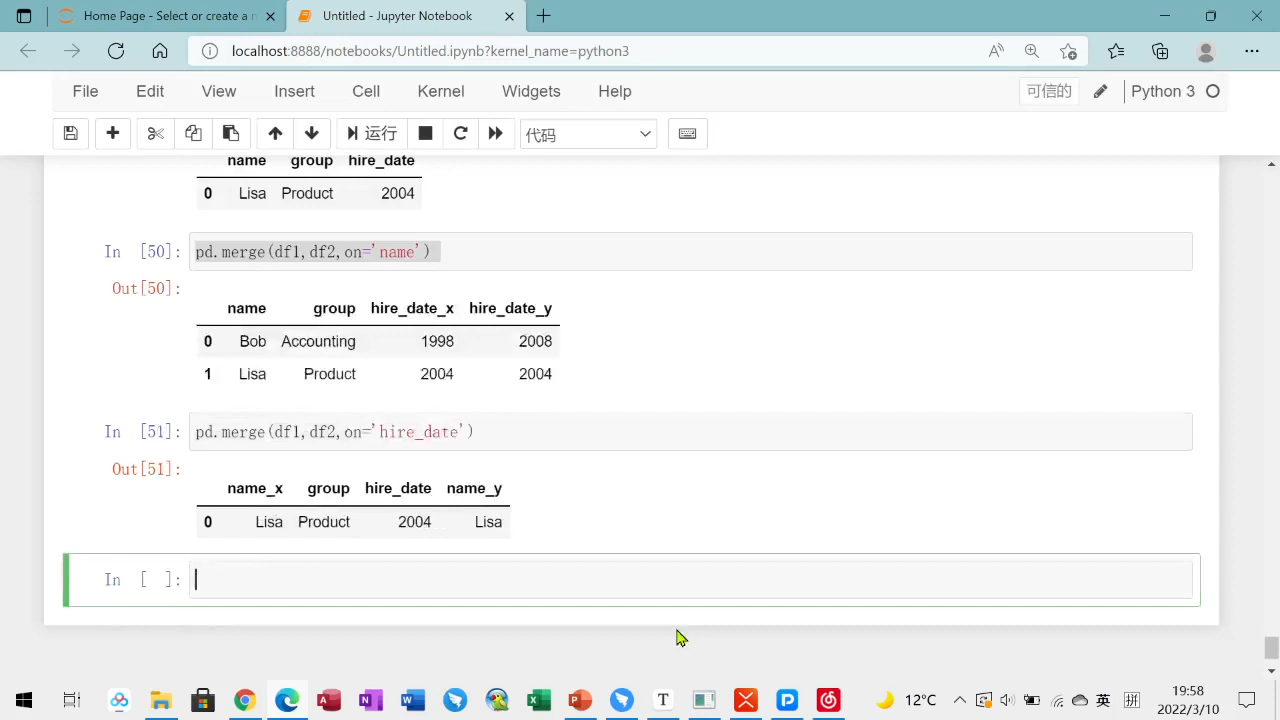 Home Page - Select or create a n
Untitled - Jupyter Notebook
localhost:8888/notebooks/Untitled.ipynb?kernel_name=python3
File Edit View Insert Cell Kernel Widgets Help 可信的 Python 3
运行 代码
name group hire_date
0 Lisa Product 2004
In [50]: pd.merge(df1,df2,on='name')
Out[50]:
name group hire_date_x hire_date_y
0 Bob Accounting 1998 2008
1 Lisa Product 2004 2004
In [51]: pd.merge(df1,df2,on='hire_date')
Out[51]:
name_x group hire_date name_y
0 Lisa Product 2004 Lisa
In [ ]:
12°C 英 拼 19:58
2022/3/10